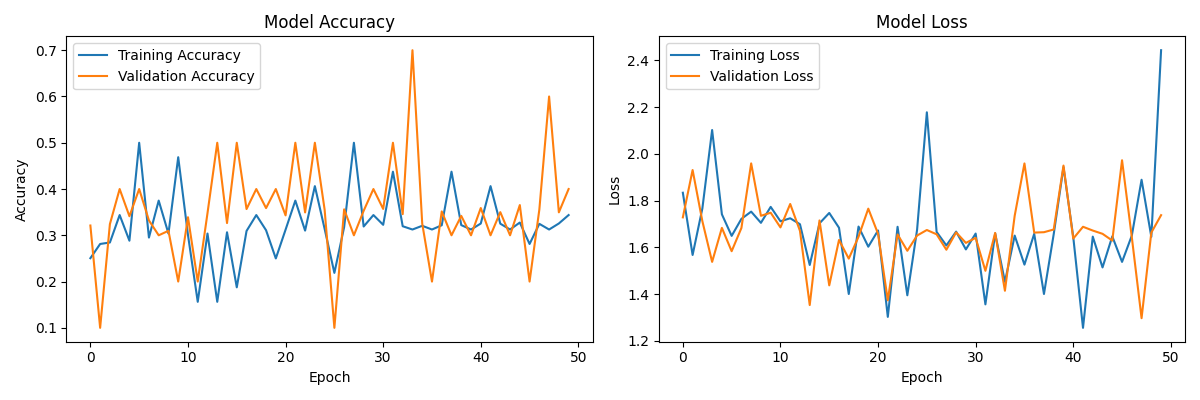 Model Accuracy
Training Accuracy
Validation Accuracy
Accuracy
0.7
0.6
0.5
0.4
0.3
0.2
0.1
0 10 20 30 40 50
Epoch
Model Loss
Training Loss
Validation Loss
Loss
2.4
2.2
2.0
1.8
1.6
1.4
1.2
0 10 20 30 40 50
Epoch